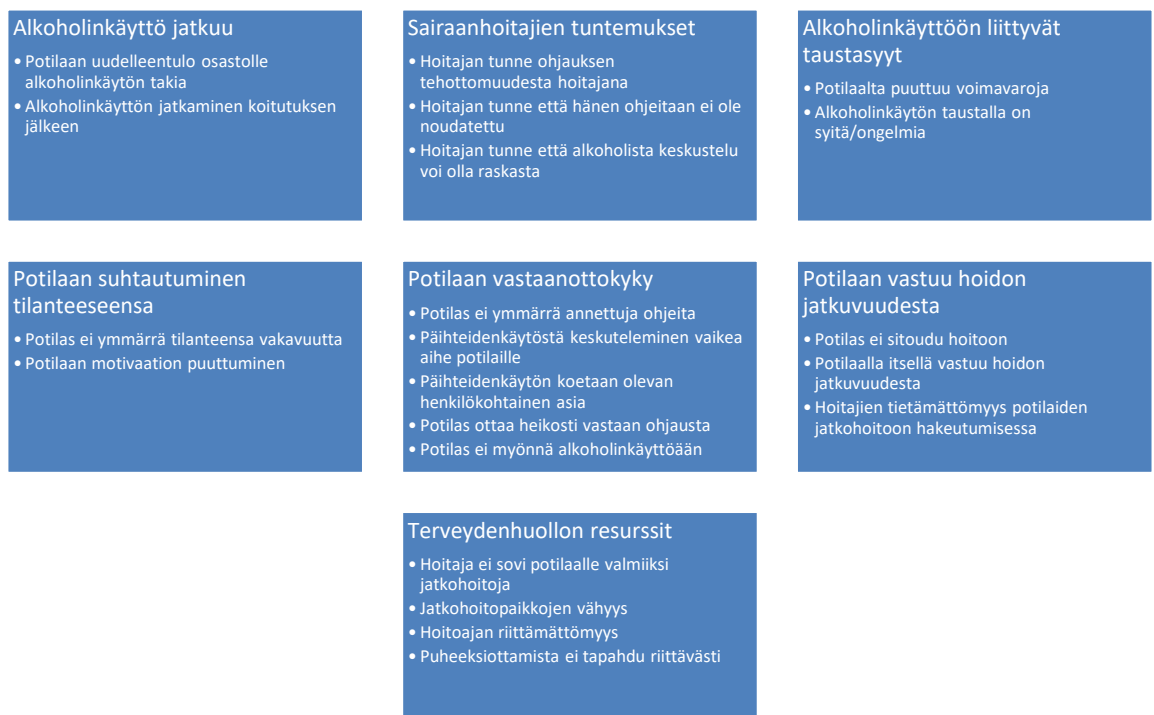 Alkoholinkäyttö jatkuu
• Potilaan uudelleentulo osastolle
alkoholinkäytön takia
• Alkoholinkäyttön jatkaminen koitutuksen
jälkeen
Sairaanhoitajien tuntemukset
• Hoitajan tunne ohjauksen
tehottomuudesta hoitajana
• Hoitajan tunne että hänen ohjeitaan ei ole
noudatettu
• Hoitajan tunne että alkoholista keskustelu
voi olla raskasta
Alkoholinkäyttöön liittyvät
taustasyyt
• Potilaalta puuttuu voimavaroja
• Alkoholinkäytön taustalla on
syitä/ongelmia
Potilaan suhtautuminen
tilanteeseensa
• Potilas ei ymmärrä tilanteensa vakavuutta
• Potilaan motivaation puuttuminen
Potilaan vastaanottokyky
• Potilas ei ymmärrä annettuja ohjeita
• Päihteidenkäytöstä keskuteleminen vaikea
aihe potilaille
• Päihteidenkäytön koetaan olevan
henkilökohtainen asia
• Potilas ottaa heikosti vastaan ohjausta
• Potilas ei myönnä alkoholinkäyttöään
Potilaan vastuu hoidon
jatkuvuudesta
• Potilas ei sitoudu hoitoon
• Potilaalla itsellä vastuu hoidon
jatkuvuudesta
• Hoitajien tietämättömyys potilaiden
jatkohoitoon hakeutumisessa
Terveydenhuollon resurssit
• Hoitaja ei sovi potilaalle valmiiksi
jatkohoitoja
• Jatkohoitopaikkojen vähyys
• Hoitoajan riittämättömyys
• Puheeksiottamista ei tapahdu riittävästi